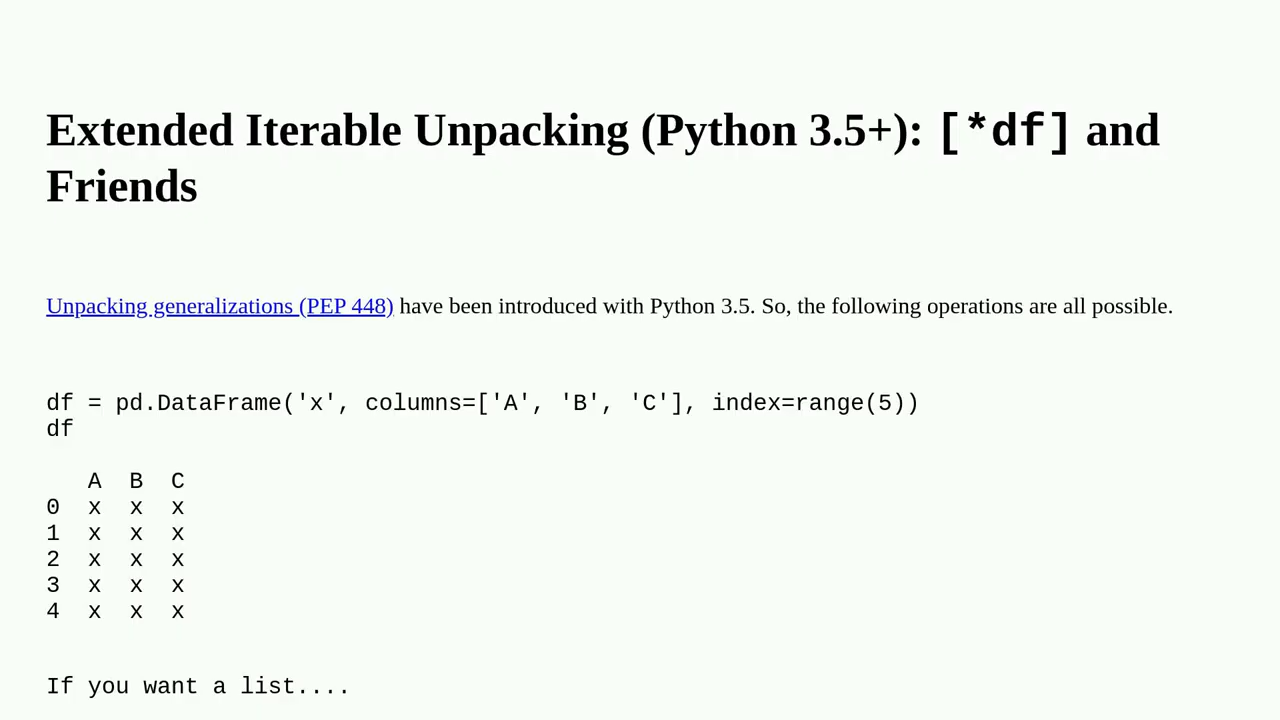 Extended Iterable Unpacking (Python 3.5+): [*df] and
Friends
Unpacking generalizations (PEP 448) have been introduced with Python 3.5. So, the following operations are all possible.
df = pd.DataFrame('x', columns=['A', 'B', 'C'], index=range(5))
df
   A  B  C
0  x  x  x
1  x  x  x
2  x  x  x
3  x  x  x
4  x  x  x
If you want a list....